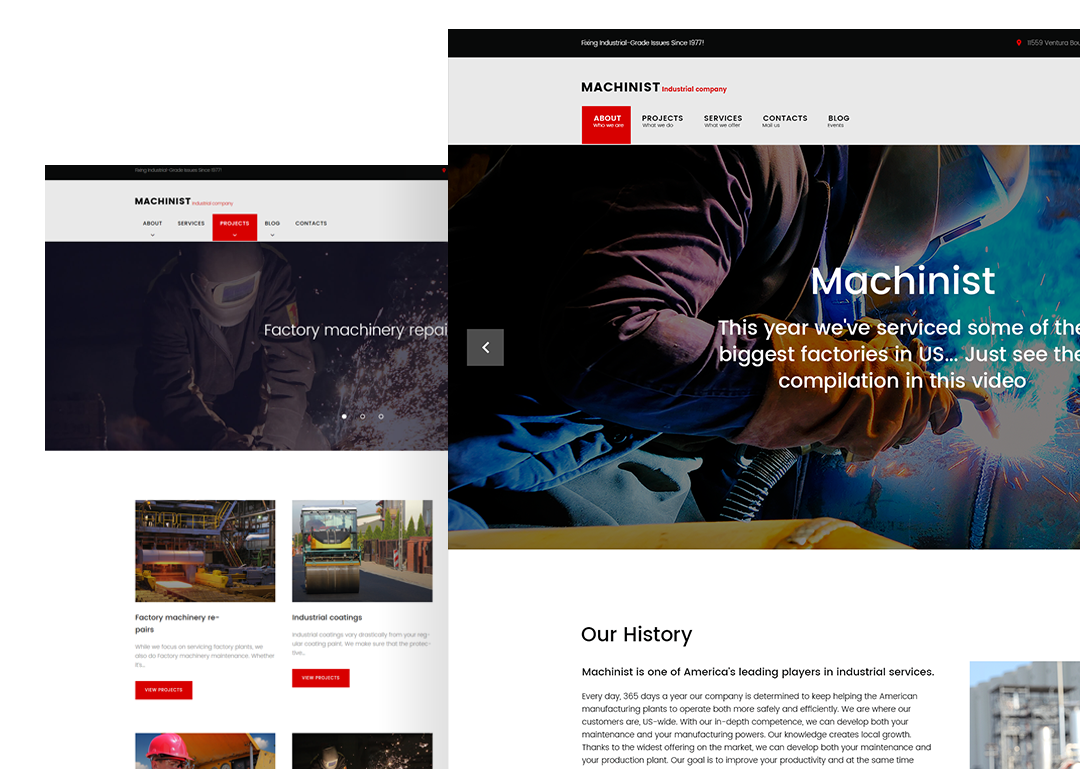 Fixing Industrial-Grade Issues Since 1977!
11559 Ventura
MACHINIST Industrial company
ABOUT PROJECTS SERVICES CONTACTS BLOG
Who we are What we do What we offer Mail us Events
Machinist
This year we've serviced some of the
biggest factories in US... Just see the
compilation in this video
Our History
Machinist is one of America's leading players in industrial services.
Every day, 365 days a year our company is determined to keep helping the American
manufacturing plants to operate both more safely and efficiently. We are where our
customers are, US-wide. With our in-depth competence, we can develop both your
maintenance and your manufacturing powers. Our knowledge creates local growth.
Thanks to the widest offering on the market, we can develop both your maintenance and
your production plant. Our goal is to improve your productivity and at the same time
Fixing Industrial-Grade Issues Since 1977!
MACHINIST Industrial company
ABOUT SERVICES PROJECTS BLOG CONTACTS
Factory machinery repai
Factory machinery re-
pairs
While we focus on servicing factory plants, we
also do Factory machinery maintenance. Whether
it's...
VIEW PROJECTS
Industrial coatings
Industrial coatings vary drastically from your reg-
ular coating paint. We make sure that the protec-
tive...
VIEW PROJECTS